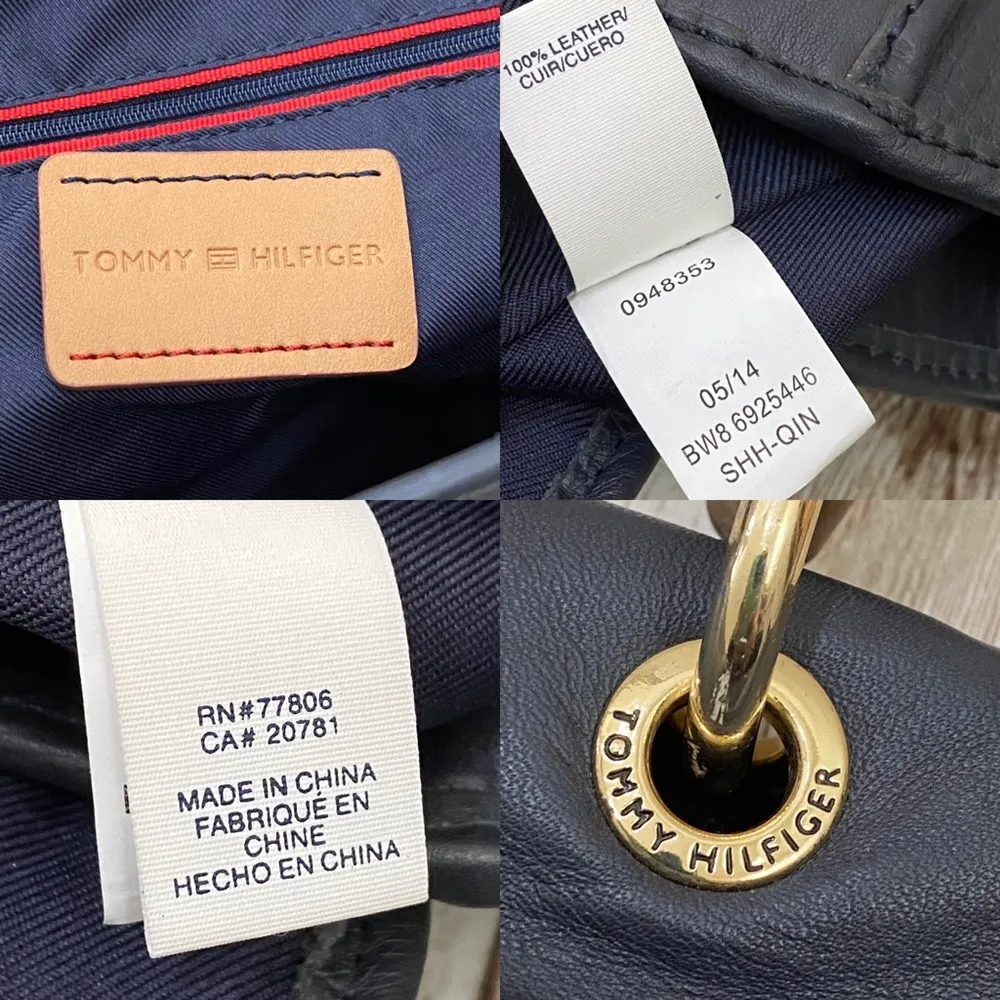 TOMMY HILFIGER
100% LEATHER/
CUIR/CUERO
0948353
05/14
BW8 6925446
SHH-QIN
RN#77806
CA# 20781
MADE IN CHINA
FABRIQUÉ EN
CHINE
HECHO EN CHINA
TOMMY HILFIGER